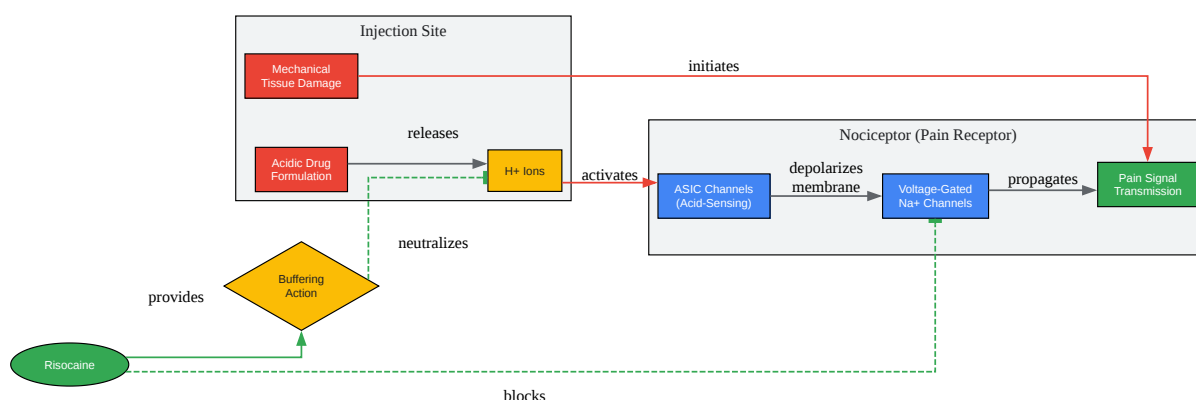 Injection Site
Mechanical
Tissue Damage
initiates
releases
Acidic Drug
Formulation
H+ Ions
activates
Nociceptor (Pain Receptor)
ASIC Channels
(Acid-Sensing)
depolarizes
membrane
Voltage-Gated
Na+ Channels
propagates
Pain Signal
Transmission
neutralizes
Buffering
Action
provides
Risocaine
blocks